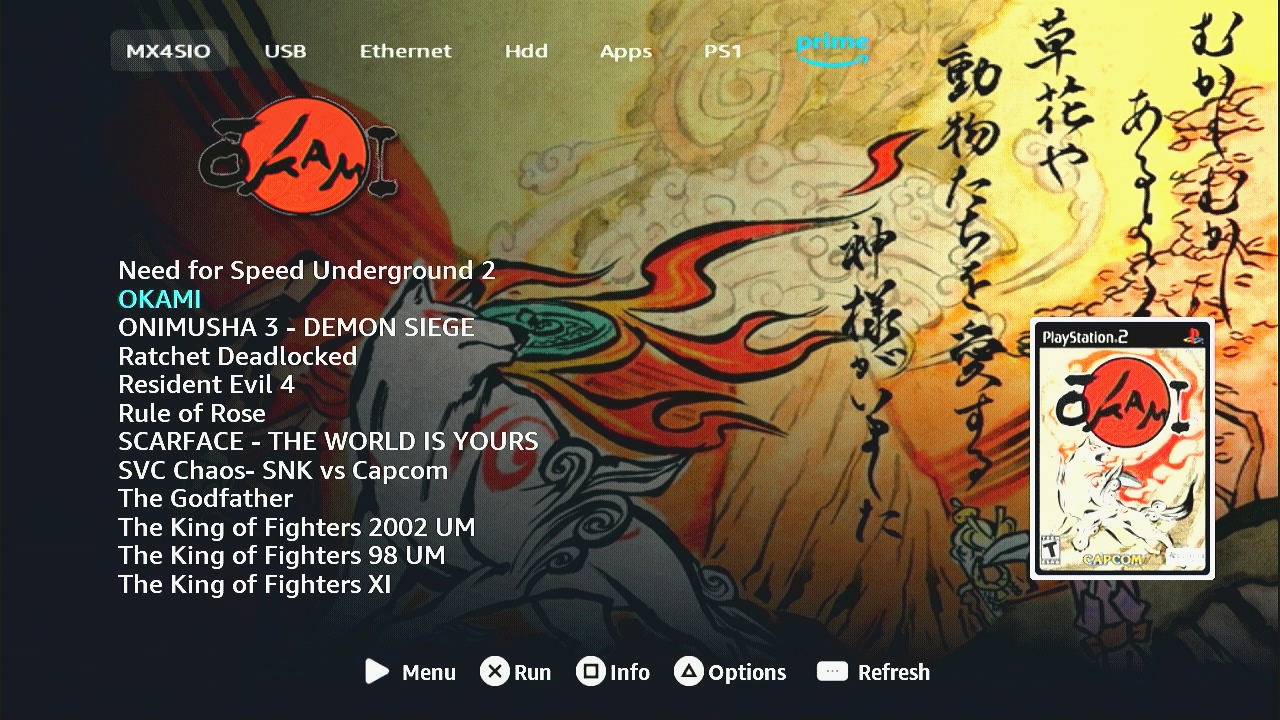 MX4SIO
USB
Ethernet
Hdd
Apps
PS1
prime
ŌKAMI
Need for Speed Underground 2
OKAMI
ONIMUSHA 3 - DEMON SIEGE
Ratchet Deadlocked
Resident Evil 4
Rule of Rose
SCARFACE - THE WORLD IS YOURS
SVC Chaos- SNK vs Capcom
The Godfather
The King of Fighters 2002 UM
The King of Fighters 98 UM
The King of Fighters XI
むかしむかし
あるところ
草花や
動物たちを愛する
神様がいました
PlayStation.2
ŌKAMI
T
CAPCOM
Menu
Run
Info
Options
Refresh